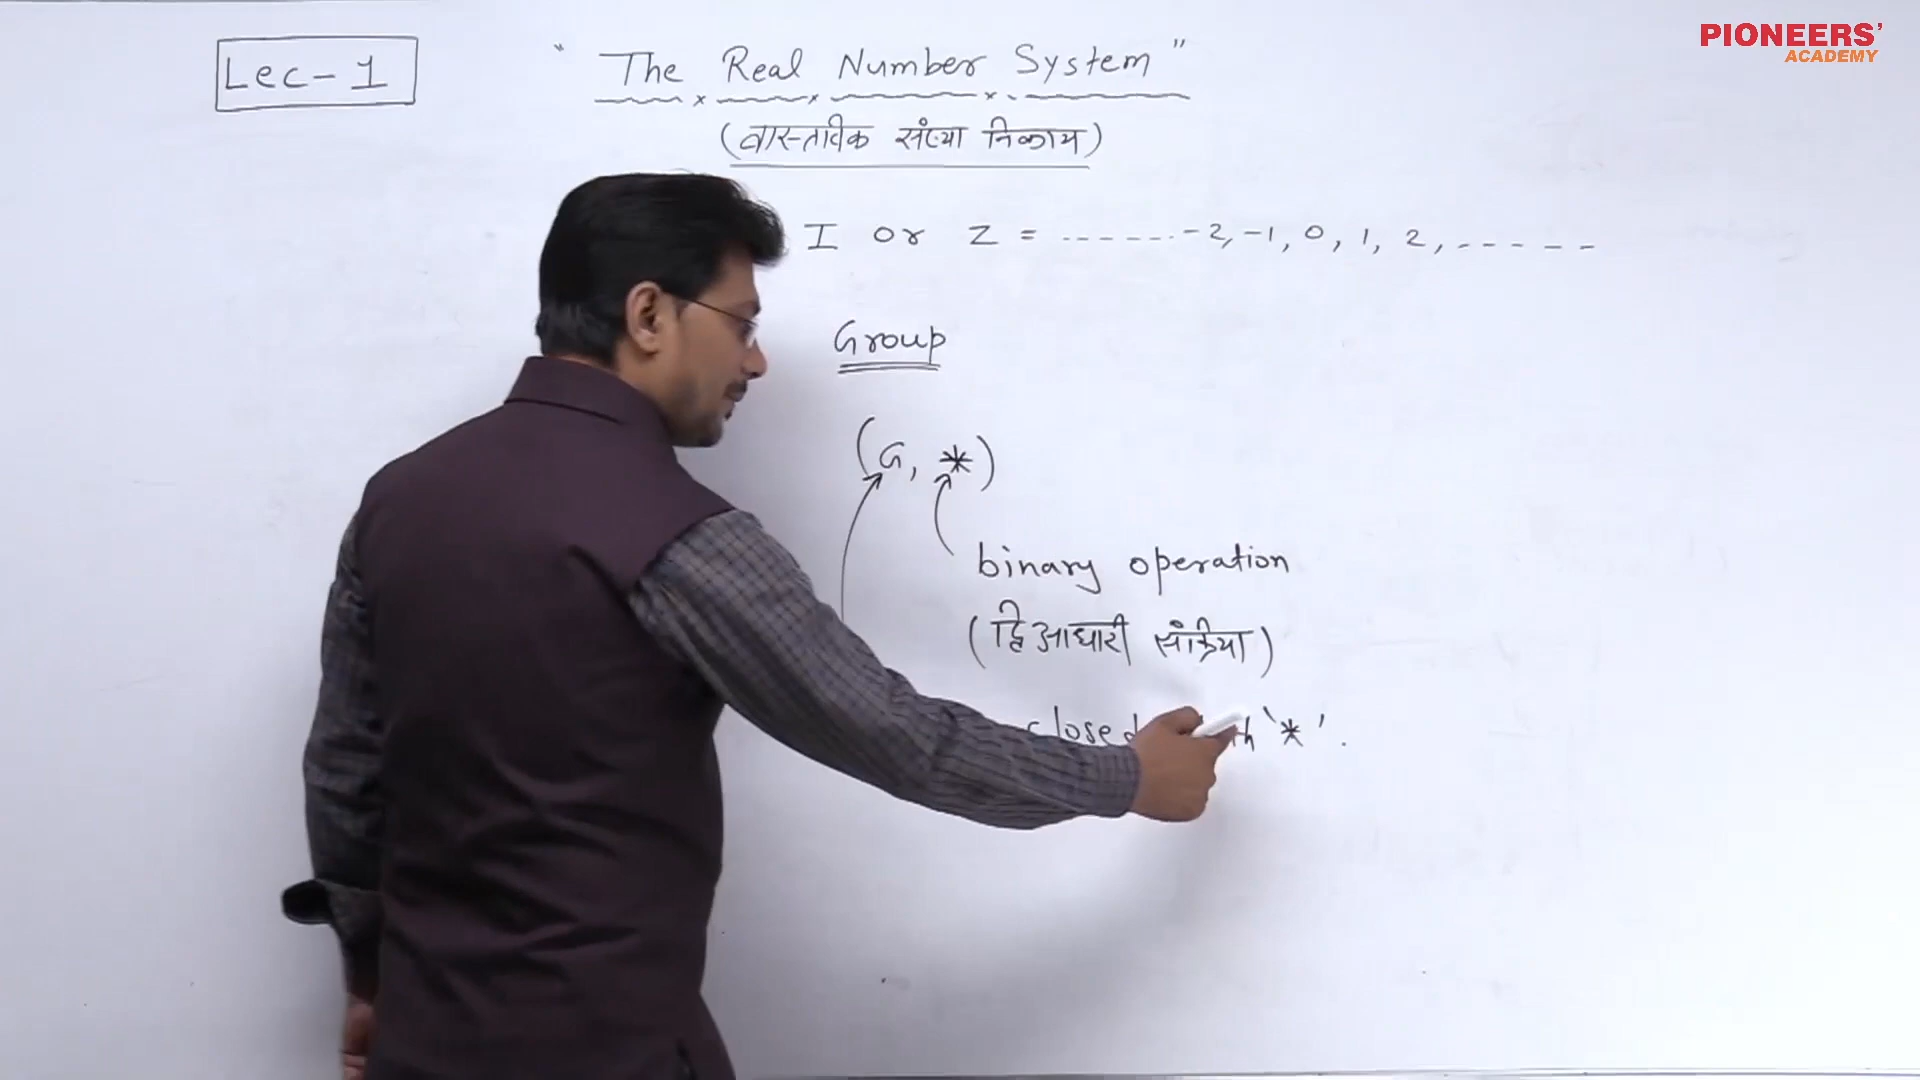 PIONEERS'
ACADEMY
Lec-1
" The Real Number System "
(वास्तविक संख्या निकाय)
I or Z = ...... -2, -1, 0, 1, 2, -----
Group
(G, *)
binary operation
(द्विआधारी संक्रिया)
closed '*'.